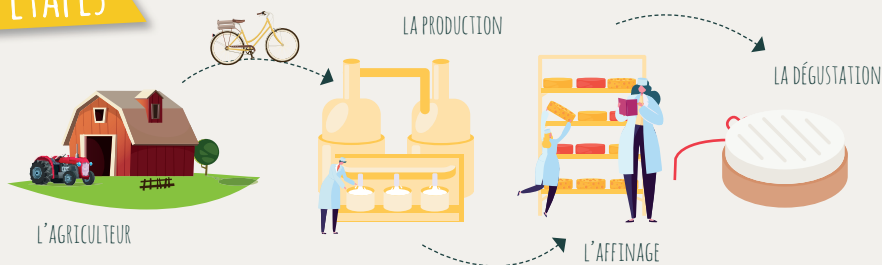 ÉTAPES
LA PRODUCTION
LA DÉGUSTATION
L'AGRICULTEUR
L'AFFINAGE